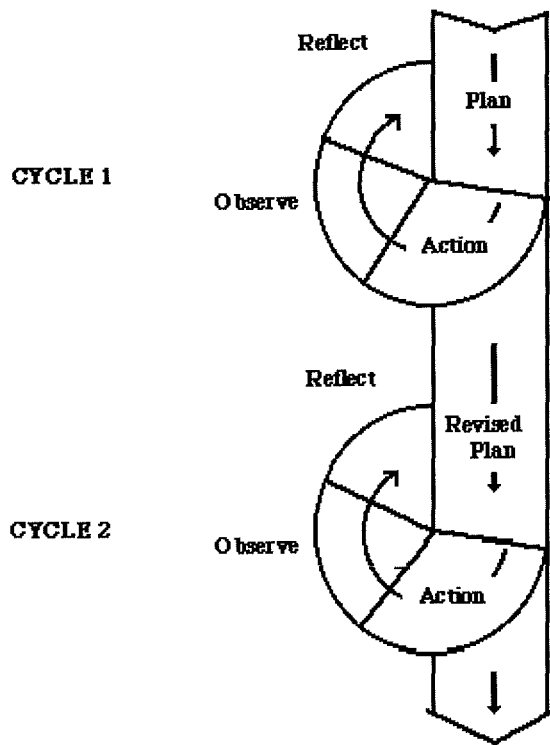 Reflect
Plan
CYCLE 1
Observe
Action
Reflect
Revised
Plan
CYCLE 2
Observe
Action